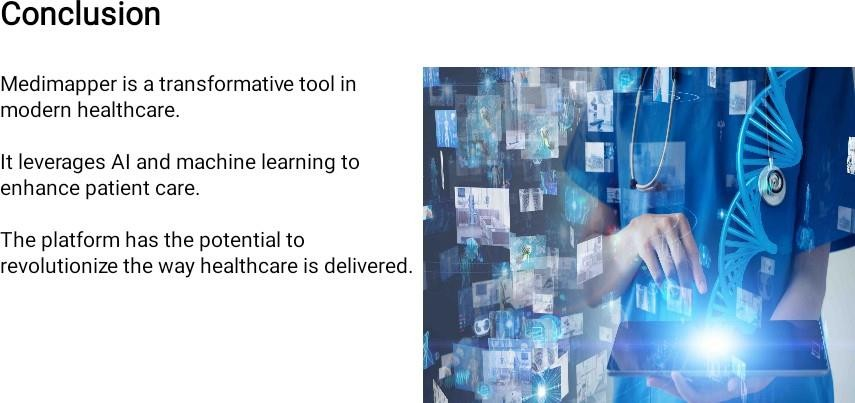 Conclusion
Medimapper is a transformative tool in
modern healthcare.
It leverages AI and machine learning to
enhance patient care.
The platform has the potential to
revolutionize the way healthcare is delivered.